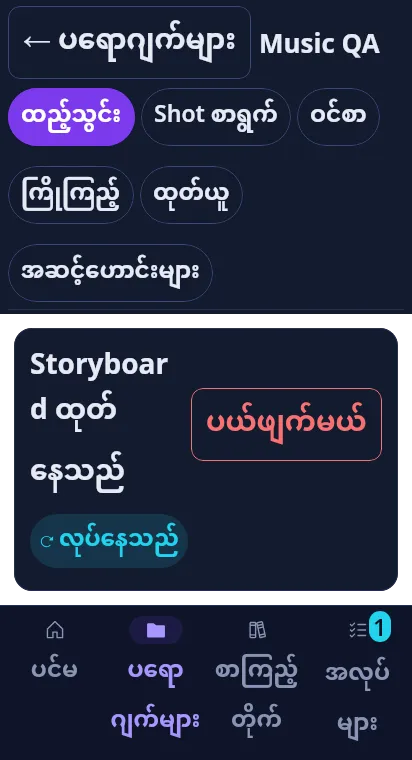 ← ပရောဂျက်များ Music QA
ထည့်သွင်း Shot စာရွက် ဝင်စာ
ကြိုကြည့် ထုတ်ယူ
အဆင့်ဟောင်းများ
Storyboar
d ထုတ်
နေသည်
ပယ်ဖျက်မယ်
လုပ်နေသည်
1
ပင်မ ပရော စာကြည့် အလုပ်
ဂျက်များ တိုက် များ